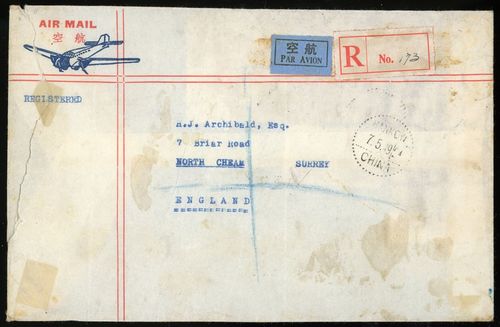 AIR MAIL
空航
空航
PAR AVION
R No. 173
REGISTERED
H.J. Archibald, Esq.
7 Briar Road
NORTH CHEAM SURREY
ENGLAND
CHINA